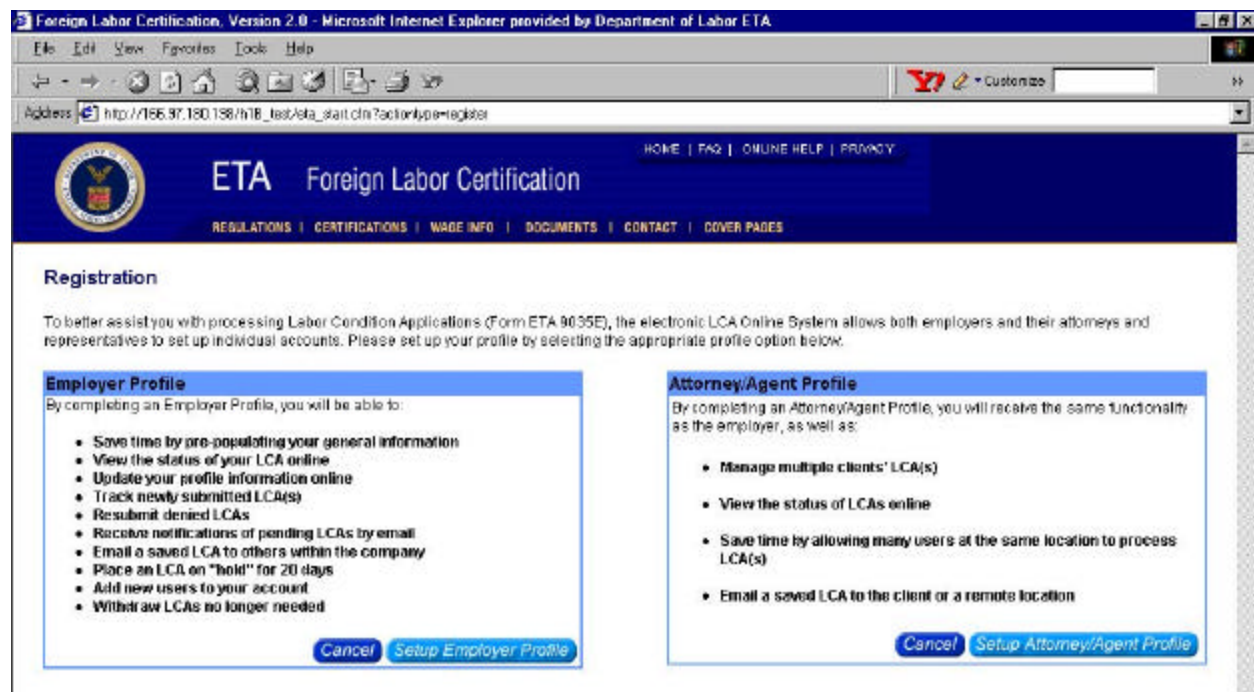 Foreign Labor Certification, Version 2.0 - Microsoft Internet Explorer provided by Department of Labor ETA
File Edit View Favorites Tools Help
Customize
Address http://166.97.180.138/h1B_test/eta_start.cfm?actiontype=register
HOME | FAQ | ONLINE HELP | PRIVACY
ETA Foreign Labor Certification
REGULATIONS | CERTIFICATIONS | WAGE INFO | DOCUMENTS | CONTACT | COVER PAGES
Registration
To better assist you with processing Labor Condition Applications (Form ETA 9035E), the electronic LCA Online System allows both employers and their attorneys and
representatives to set up individual accounts. Please set up your profile by selecting the appropriate profile option below.
Employer Profile
By completing an Employer Profile, you will be able to:
• Save time by pre-populating your general information
• View the status of your LCA online
• Update your profile information online
• Track newly submitted LCA(s)
• Resubmit denied LCAs
• Receive notifications of pending LCAs by email
• Email a saved LCA to others within the company
• Place an LCA on "hold" for 20 days
• Add new users to your account
• Withdraw LCAs no longer needed
Cancel Setup Employer Profile
Attorney/Agent Profile
By completing an Attorney/Agent Profile, you will receive the same functionality
as the employer, as well as:
• Manage multiple clients' LCA(s)
• View the status of LCAs online
• Save time by allowing many users at the same location to process
LCA(s)
• Email a saved LCA to the client or a remote location
Cancel Setup Attorney/Agent Profile